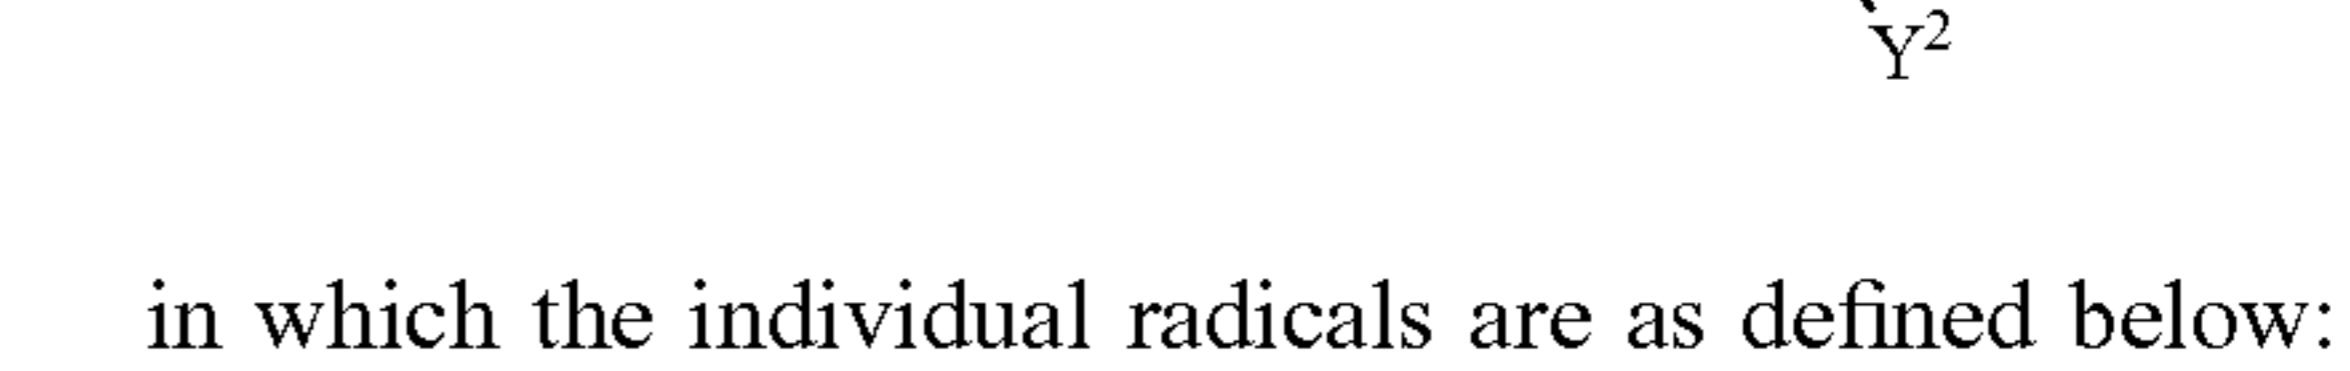 Y²
in which the individual radicals are as defined below: